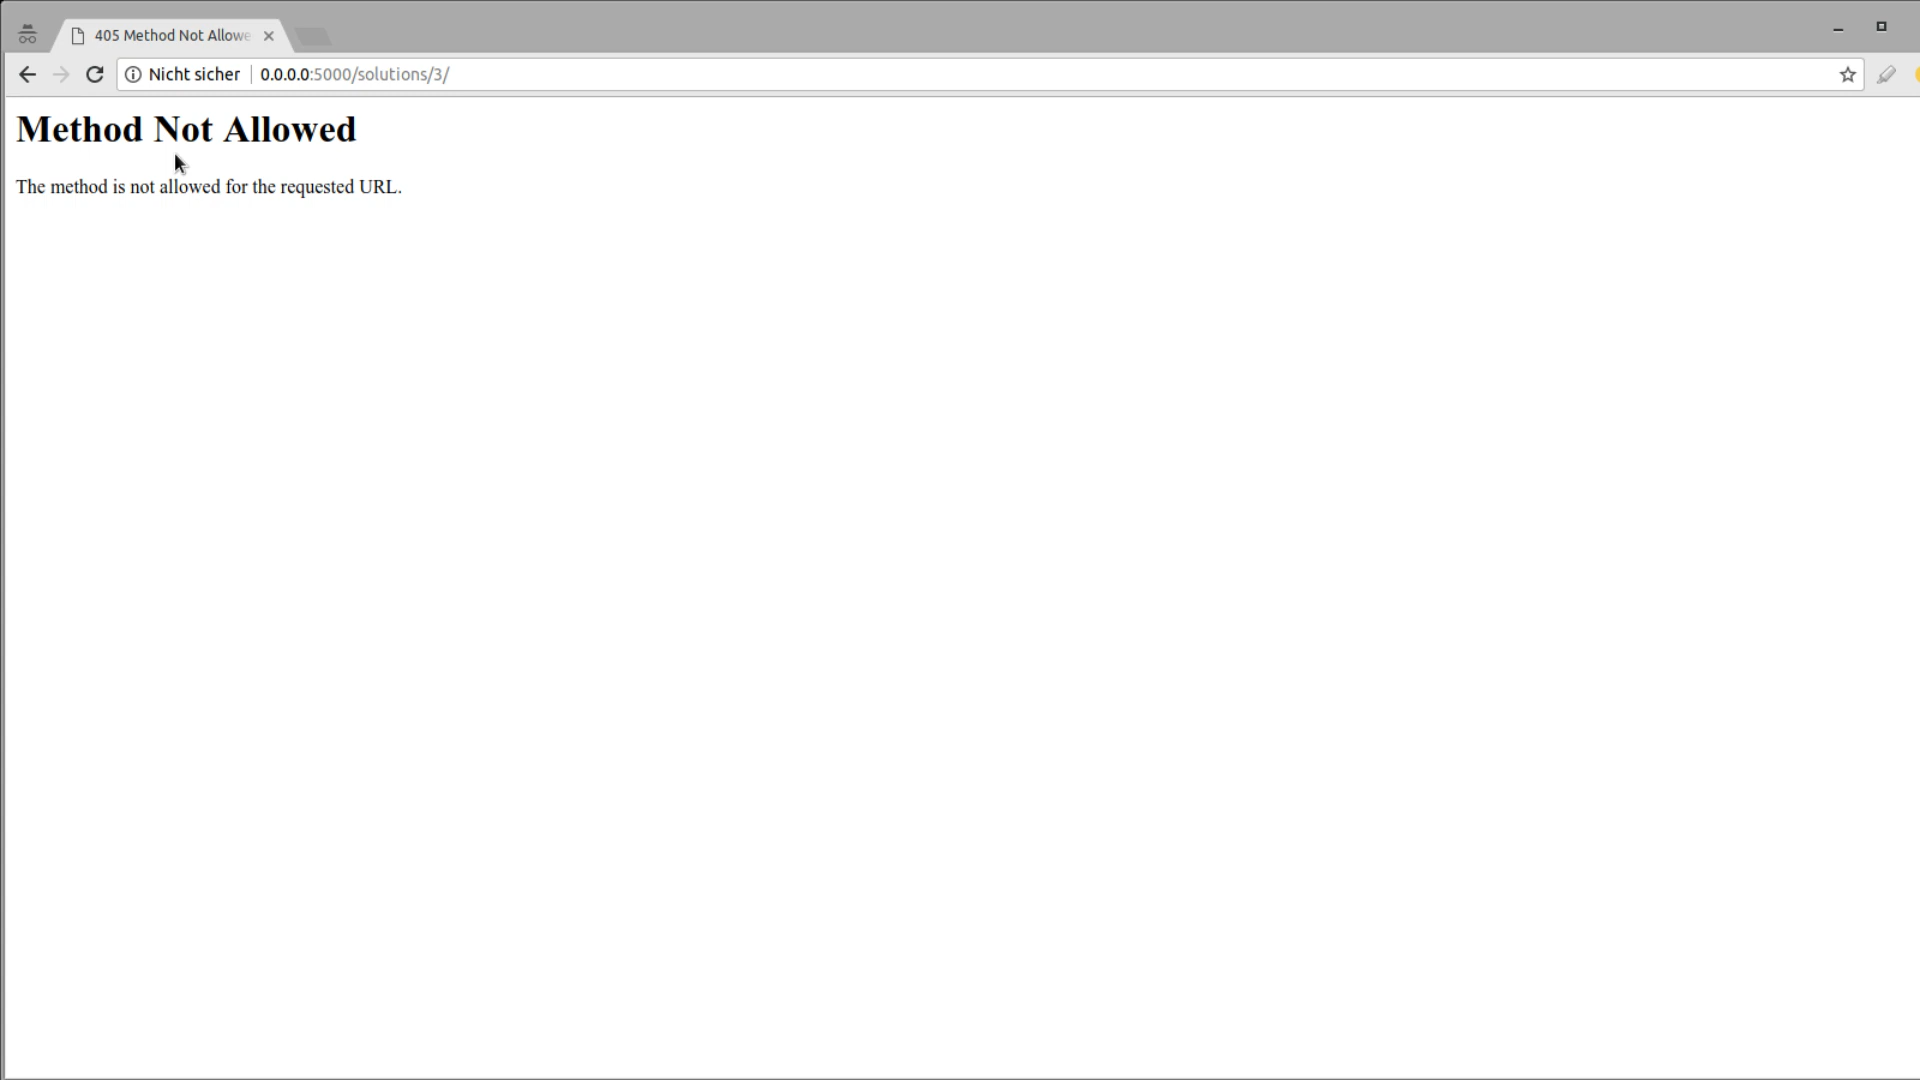 405 Method Not Allowe
Nicht sicher 0.0.0.0:5000/solutions/3/
Method Not Allowed
The method is not allowed for the requested URL.